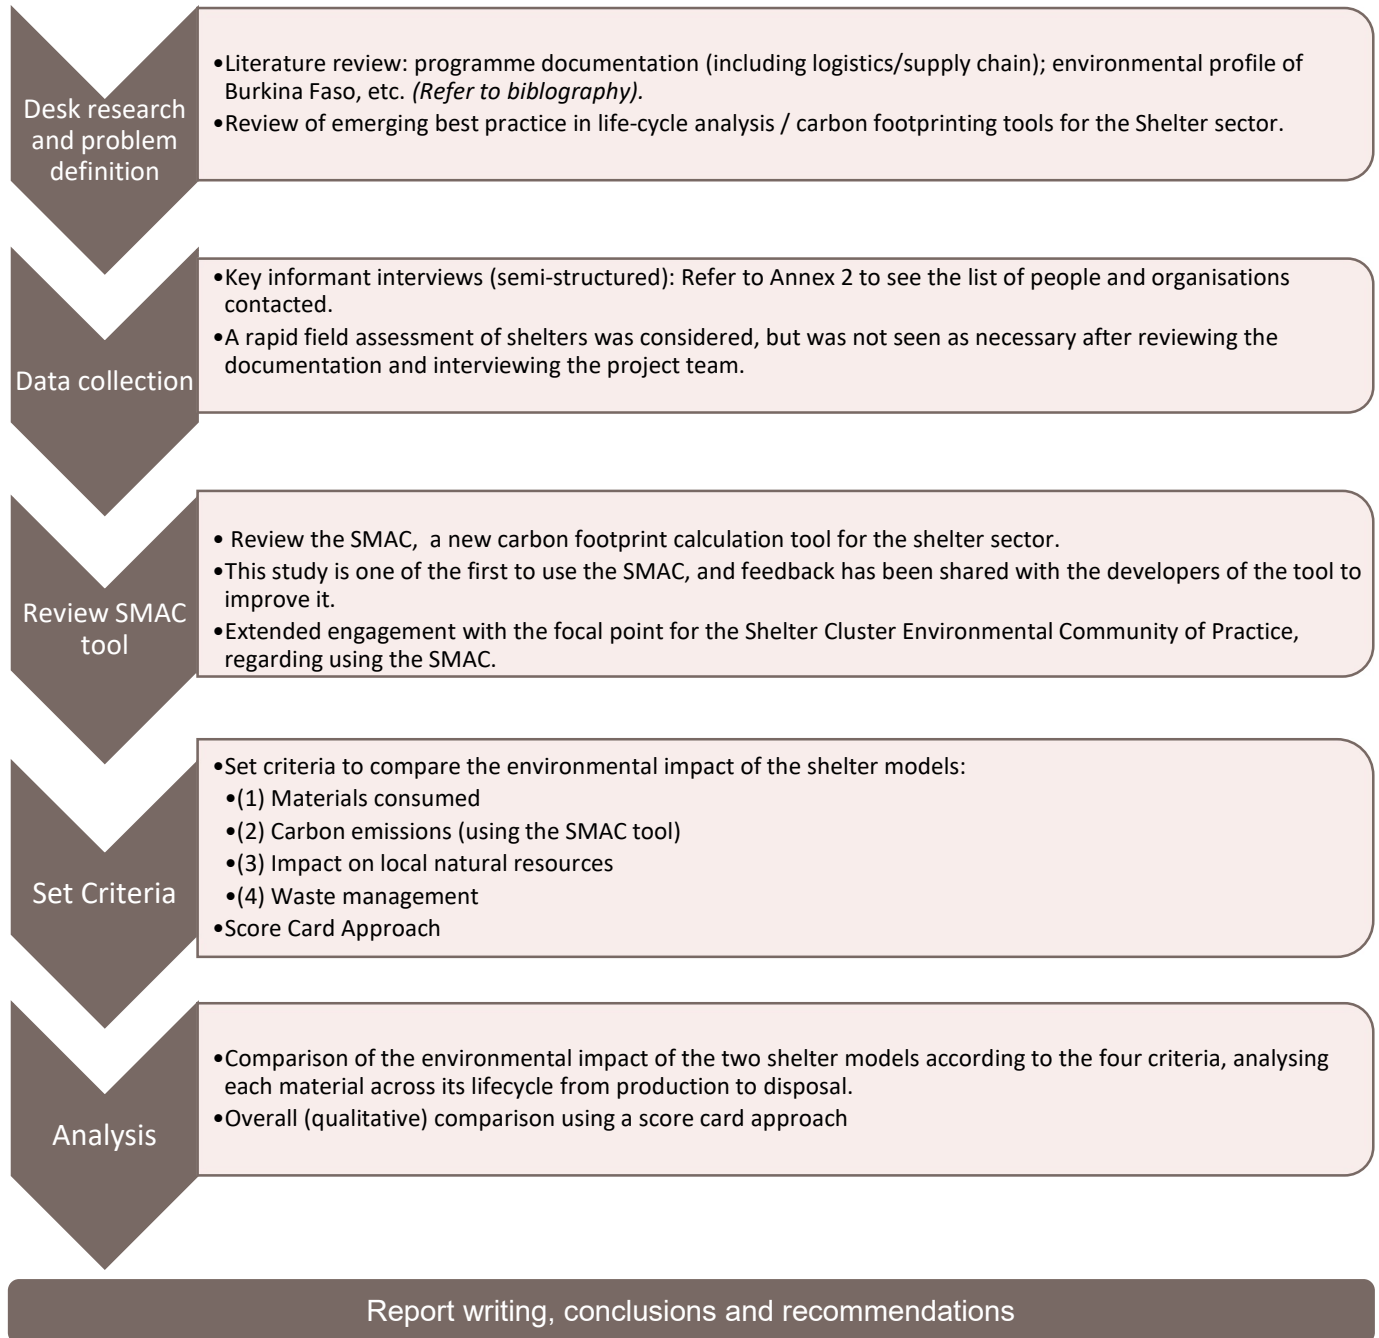 Desk research
and problem
definition
•Literature review: programme documentation (including logistics/supply chain); environmental profile of
Burkina Faso, etc. (Refer to biblography).
•Review of emerging best practice in life-cycle analysis / carbon footprinting tools for the Shelter sector.
Data collection
•Key informant interviews (semi-structured): Refer to Annex 2 to see the list of people and organisations
contacted.
•A rapid field assessment of shelters was considered, but was not seen as necessary after reviewing the
documentation and interviewing the project team.
Review SMAC
tool
• Review the SMAC, a new carbon footprint calculation tool for the shelter sector.
•This study is one of the first to use the SMAC, and feedback has been shared with the developers of the tool to
improve it.
•Extended engagement with the focal point for the Shelter Cluster Environmental Community of Practice,
regarding using the SMAC.
Set Criteria
•Set criteria to compare the environmental impact of the shelter models:
•(1) Materials consumed
•(2) Carbon emissions (using the SMAC tool)
•(3) Impact on local natural resources
•(4) Waste management
•Score Card Approach
Analysis
•Comparison of the environmental impact of the two shelter models according to the four criteria, analysing
each material across its lifecycle from production to disposal.
•Overall (qualitative) comparison using a score card approach
Report writing, conclusions and recommendations